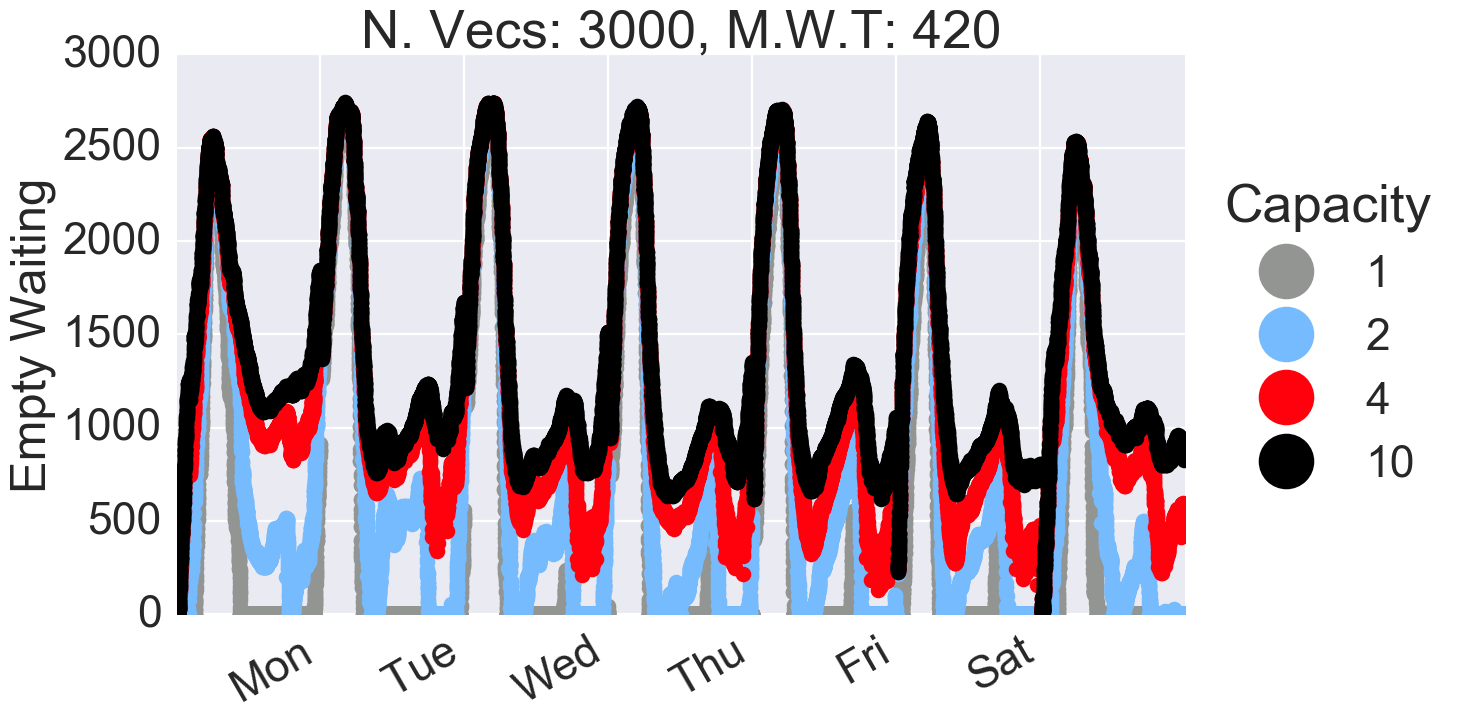 N. Vecs: 3000, M.W.T: 420
3000
2500
2000
1500
1000
500
0
Empty Waiting
Mon
Tue
Wed
Thu
Fri
Sat
Capacity
1
2
4
10